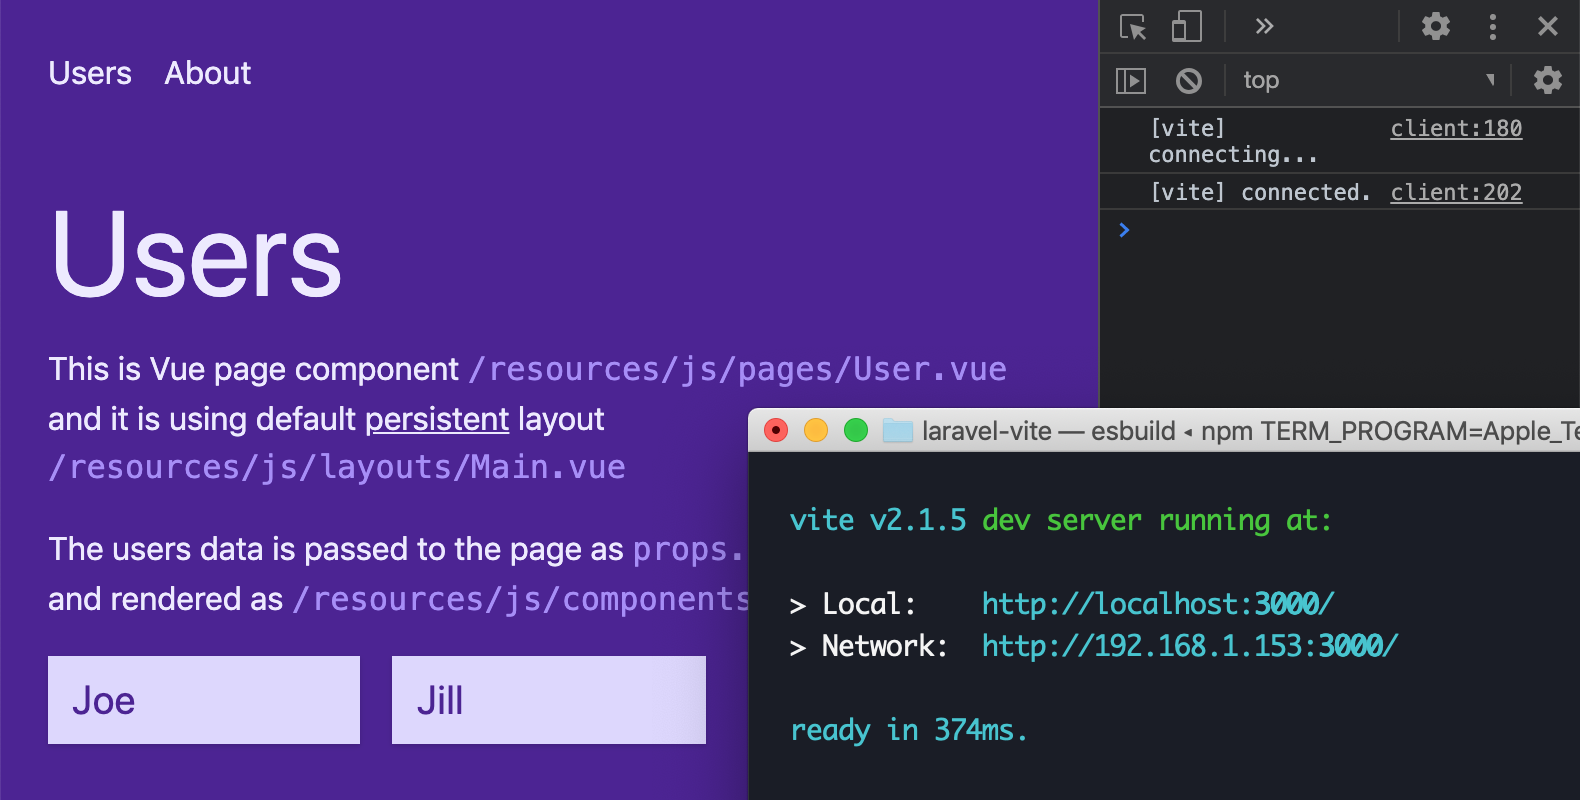 Users About
Users
This is Vue page component /resources/js/pages/User.vue
and it is using default persistent layout
/resources/js/layouts/Main.vue
The users data is passed to the page as props.
and rendered as /resources/js/components
Joe Jill
top
[vite] client:180
connecting...
[vite] connected. client:202
laravel-vite — esbuild ◂ npm TERM_PROGRAM=Apple_Te
vite v2.1.5 dev server running at:
> Local: http://localhost:3000/
> Network: http://192.168.1.153:3000/
ready in 374ms.